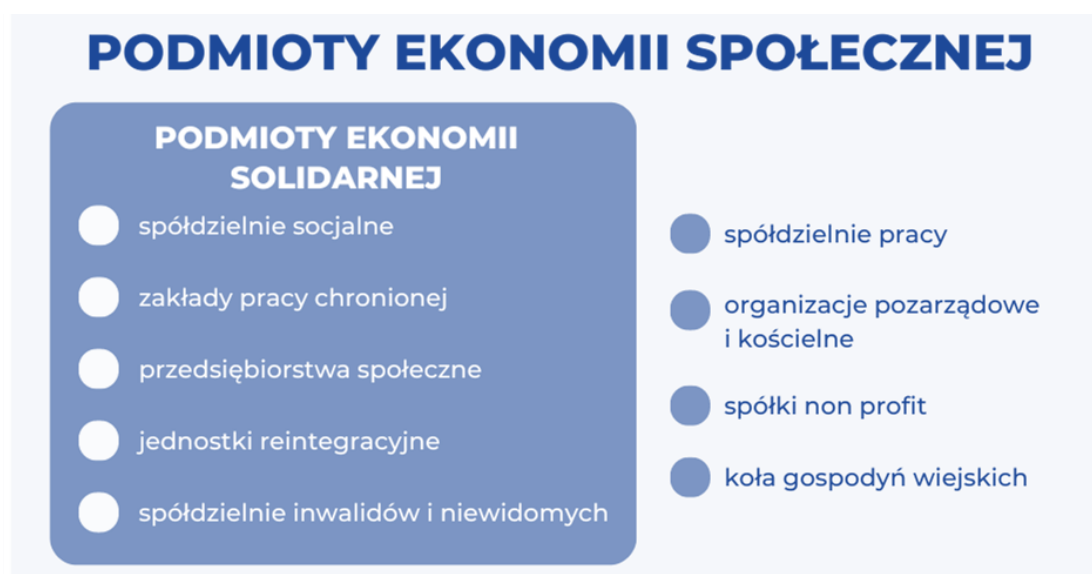 PODMIOTY EKONOMII SPOŁECZNEJ
PODMIOTY EKONOMII
SOLIDARNEJ
spółdzielnie socjalne
zakłady pracy chronionej
przedsiębiorstwa społeczne
jednostki reintegracyjne
spółdzielnie inwalidów i niewidomych
spółdzielnie pracy
organizacje pozarządowe
i kościelne
spółki non profit
koła gospodyń wiejskich